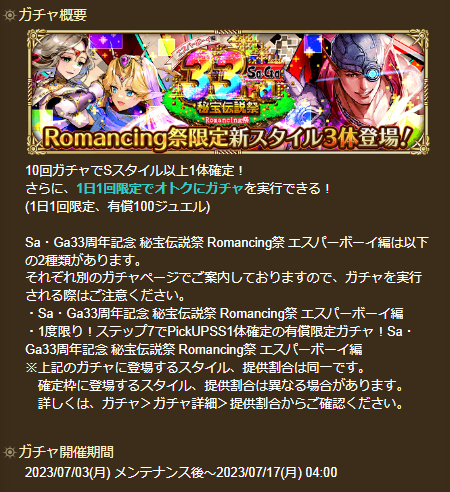 ガチャ概要
33
SaGa
秘宝伝説祭
Romancing祭
Romancing祭限定新スタイル3体登場!
10回ガチャでSスタイル以上1体確定！
さらに、1日1回限定でオトクにガチャを実行できる！
(1日1回限定、有償100ジュエル)
Sa・Ga33周年記念 秘宝伝説祭 Romancing祭 エスパーボーイ編は以下
の2種類があります。
それぞれ別のガチャページでご案内しておりますので、ガチャを実行
される際はご注意ください。
・Sa・Ga33周年記念 秘宝伝説祭 Romancing祭 エスパーボーイ編
・1度限り！ステップ7でPickUPSS1体確定の有償限定ガチャ！Sa・
Ga33周年記念 秘宝伝説祭 Romancing祭 エスパーボーイ編
※上記のガチャに登場するスタイル、提供割合は同一です。
確定枠に登場するスタイル、提供割合は異なる場合があります。
詳しくは、ガチャ＞ガチャ詳細＞提供割合からご確認ください。
ガチャ開催期間
2023/07/03(月) メンテナンス後～2023/07/17(月) 04:00